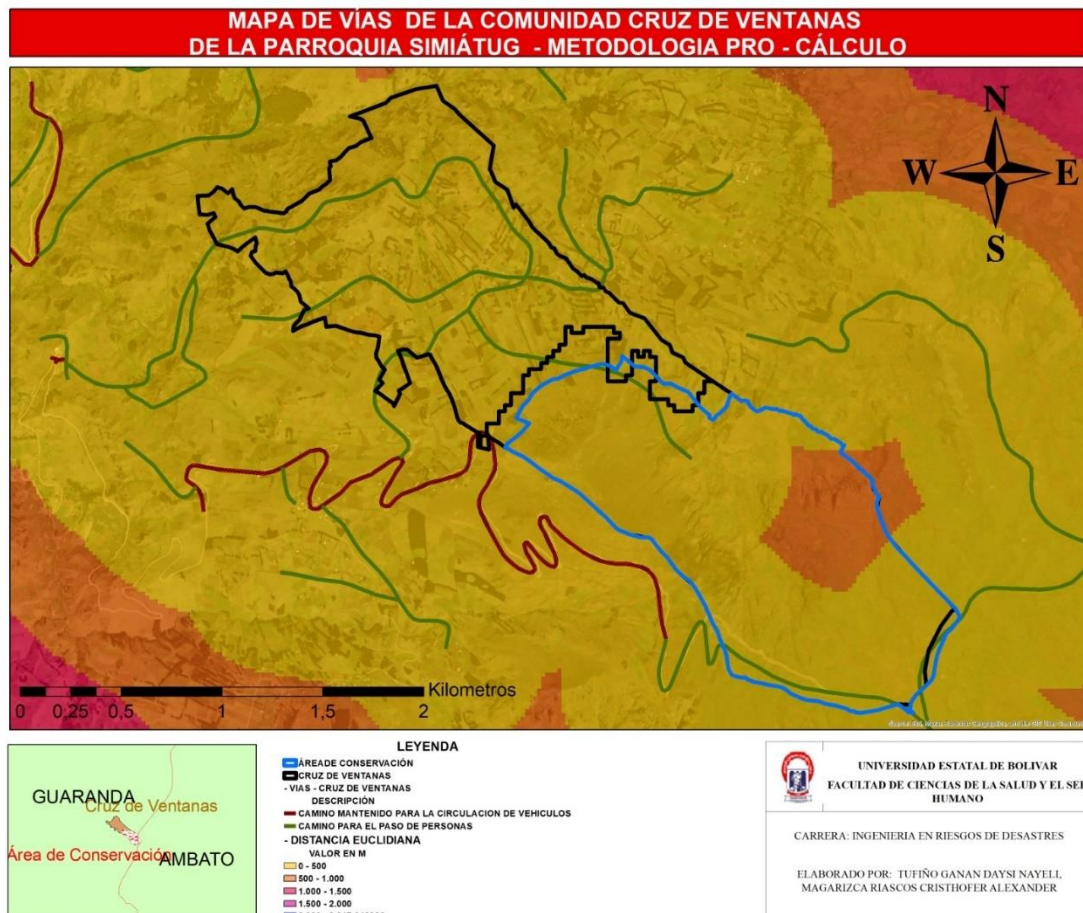 MAPA DE VÍAS DE LA COMUNIDAD CRUZ DE VENTANAS
DE LA PARROQUIA SIMIÁTUG - METODOLOGIA PRO - CÁLCULO
N
W
E
S
Kilometros
0 0,25 0,5 1 1,5 2
GUARANDA
Cruz de Ventanas
Área de Conservación
AMBATO
LEYENDA
ÁREADE CONSERVACIÓN
CRUZ DE VENTANAS
- VIAS - CRUZ DE VENTANAS
DESCRIPCIÓN
CAMINO MANTENIDO PARA LA CIRCULACION DE VEHICULOS
CAMINO PARA EL PASO DE PERSONAS
- DISTANCIA EUCLIDIANA
VALOR EN M
0 - 500
500 - 1.000
1.000 - 1.500
1.500 - 2.000
UNIVERSIDAD ESTATAL DE BOLIVAR
FACULTAD DE CIENCIAS DE LA SALUD Y EL SE
HUMANO
CARRERA: INGENIERIA EN RIESGOS DE DESASTRES
ELABORADO POR: TUFIÑO GANAN DAYSI NAYELI,
MAGARIZCA RIASCOS CRISTHOFER ALEXANDER